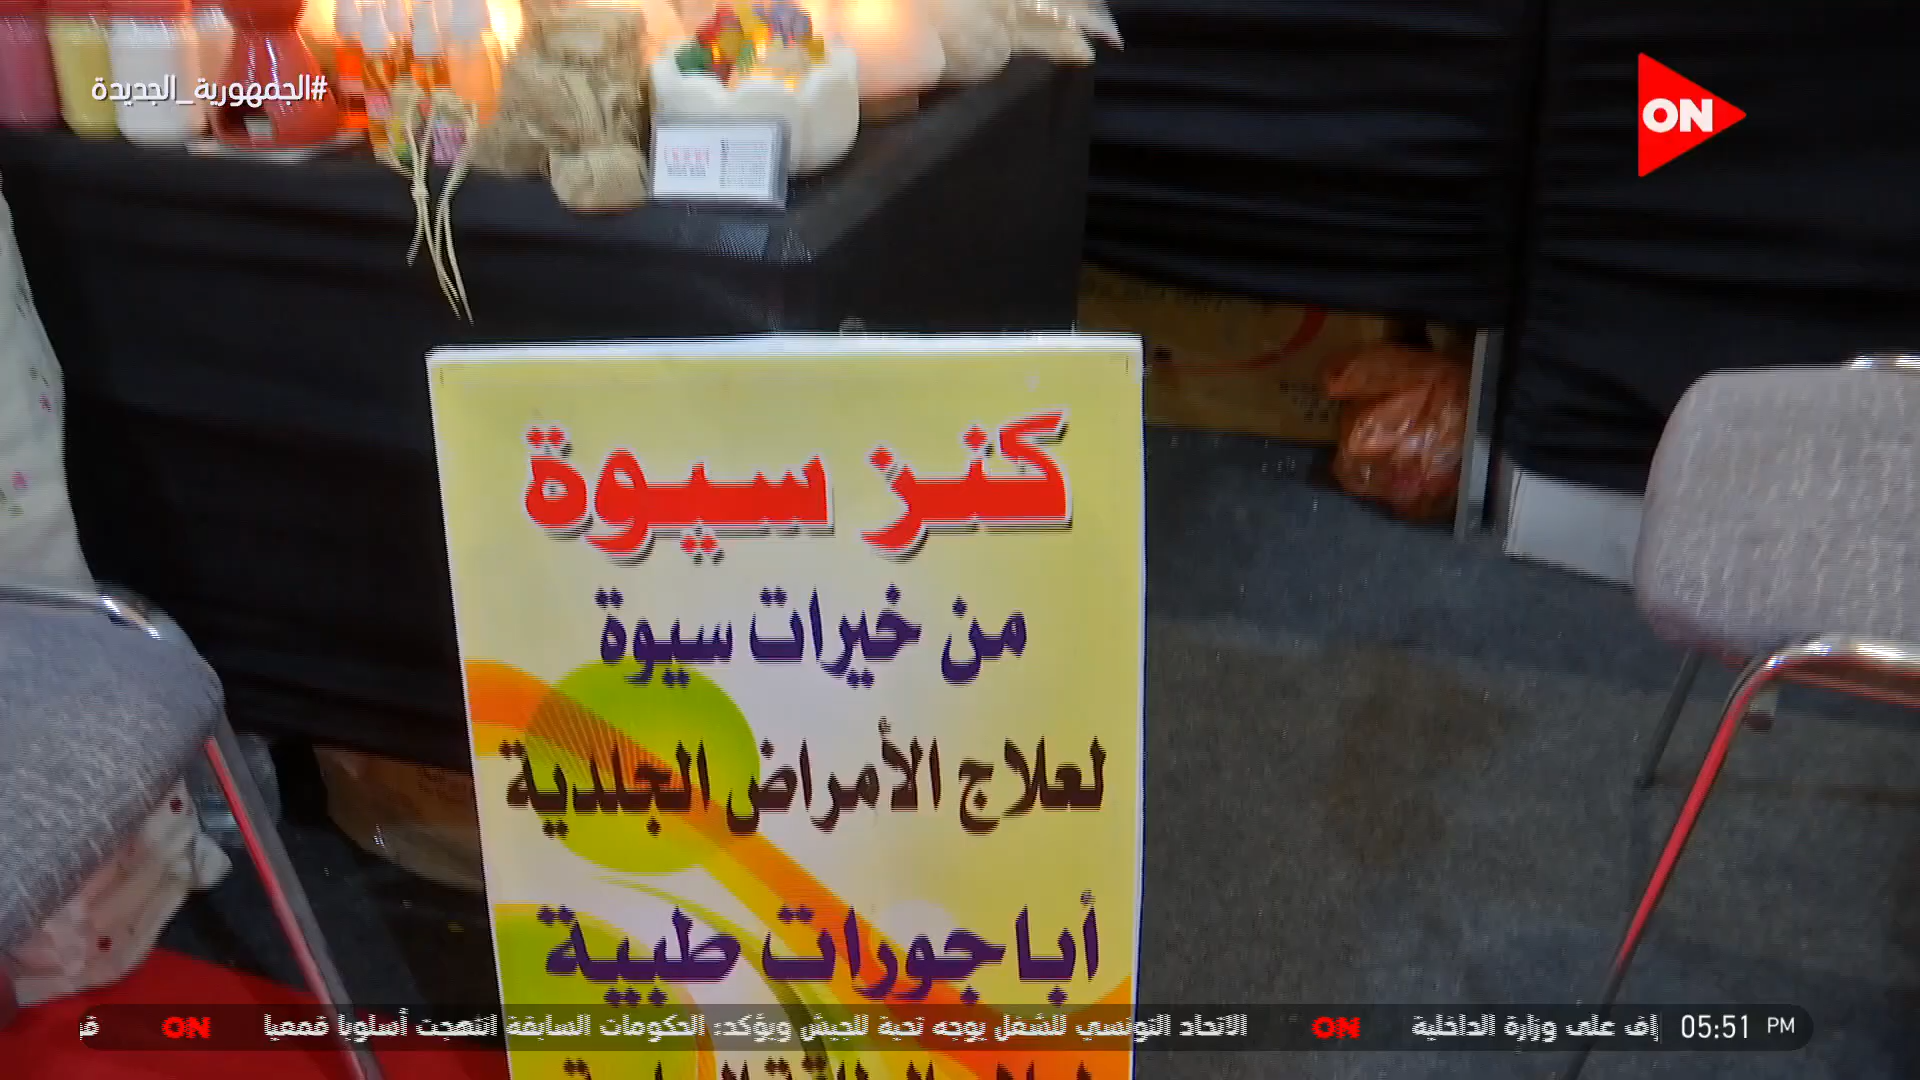 #الجمهورية_الجديدة
ON
كنز سيوة
من خيرات سيوة
لعلاج الأمراض الجلدية
أباجورات طبية
05:51 PM
إف على وزارة الداخلية ON الاتحاد التونسي للشغل يوجه تحية للجيش ويؤكد: الحكومات السابقة انتهجت أسلوبا قمعيا ON